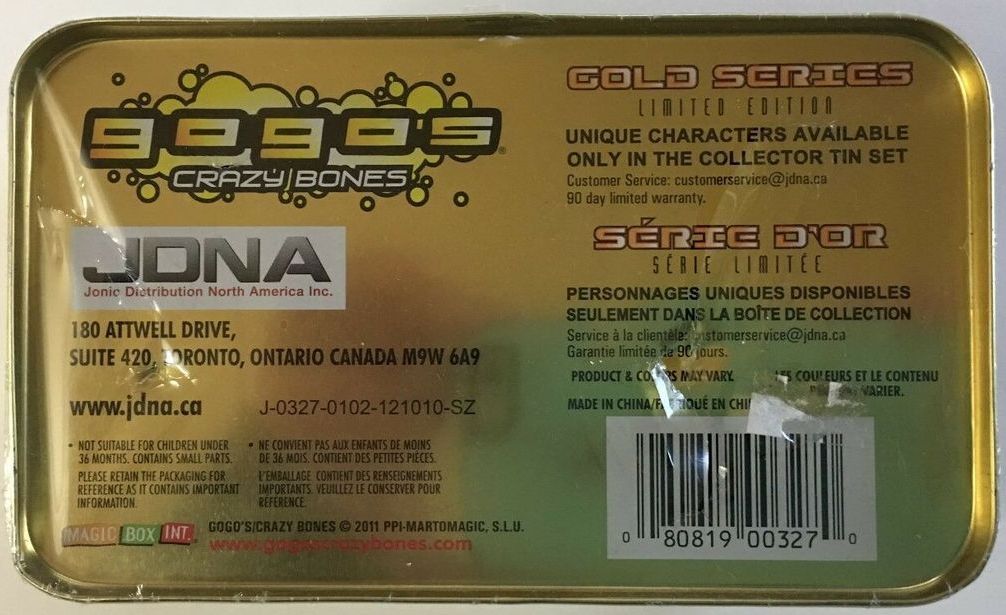 gogo's
CRAZY BONES
JDNA
Jonic Distribution North America Inc.
180 ATTWELL DRIVE,
SUITE 420, TORONTO, ONTARIO CANADA M9W 6A9
www.jdna.ca J-0327-0102-121010-SZ
• NOT SUITABLE FOR CHILDREN UNDER
36 MONTHS. CONTAINS SMALL PARTS.
PLEASE RETAIN THE PACKAGING FOR
REFERENCE AS IT CONTAINS IMPORTANT
INFORMATION.
• NE CONVIENT PAS AUX ENFANTS DE MOINS
DE 36 MOIS. CONTIENT DES PETITES PIÈCES.
L'EMBALLAGE CONTIENT DES RENSEIGNEMENTS
IMPORTANTS. VEUILLEZ LE CONSERVER POUR
RÉFÉRENCE.
MAGIC BOX INT.
GOGO'S/CRAZY BONES © 2011 PPI-MARTOMAGIC, S.L.U.
www.gogoscrazybones.com
GOLD SERIES
LIMITED EDITION
UNIQUE CHARACTERS AVAILABLE
ONLY IN THE COLLECTOR TIN SET
Customer Service: customerservice@jdna.ca
90 day limited warranty.
SÉRIE D'OR
SÉRIE LIMITÉE
PERSONNAGES UNIQUES DISPONIBLES
SEULEMENT DANS LA BOÎTE DE COLLECTION
Service à la clientèle: customerservice@jdna.ca
Garantie limitée de 90 jours.
PRODUCT & COLORS MAY VARY. LES COULEURS ET LE CONTENU
VARIER.
MADE IN CHINA/FABRIQUÉ EN CHINE
0 80819 00327 0